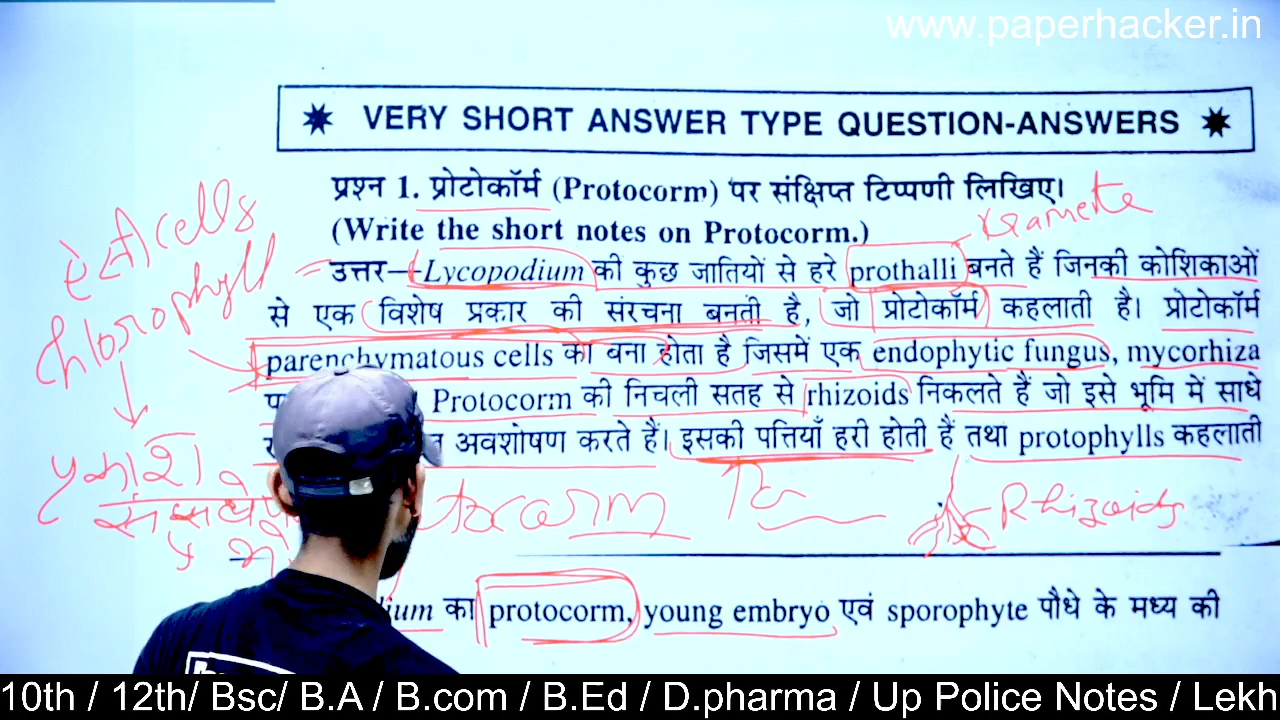 www.paperhacker.in
✷ VERY SHORT ANSWER TYPE QUESTION-ANSWERS ✷
प्रश्न 1. प्रोटोकॉर्म (Protocorm) पर संक्षिप्त टिप्पणी लिखिए।
(Write the short notes on Protocorm.)
उत्तर—Lycopodium की कुछ जातियों से हरे prothalli बनते हैं जिनकी कोशिकाओं
से एक विशेष प्रकार की संरचना बनती है, जो प्रोटोकॉर्म कहलाती है। प्रोटोकॉर्म
parenchymatous cells का बना होता है जिसमें एक endophytic fungus, mycorhiza
Protocorm की निचली सतह से rhizoids निकलते हैं जो इसे भूमि में साधे
अवशोषण करते हैं। इसकी पत्तियाँ हरी होती हैं तथा protophylls कहलाती
ऐसी cells
chlorophyll
प्रकाश
Rhizoids
का protocorm, young embryo एवं sporophyte पौधे के मध्य की
10th / 12th/ Bsc/ B.A / B.com / B.Ed / D.pharma / Up Police Notes / Lekh